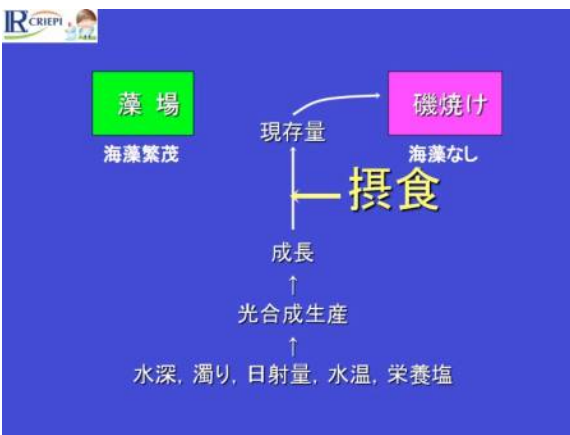 CRIEPI
藻 場
磯焼け
海藻繁茂
現存量
海藻なし
摂食
成長
↑
光合成生産
↑
水深, 濁り, 日射量, 水温, 栄養塩